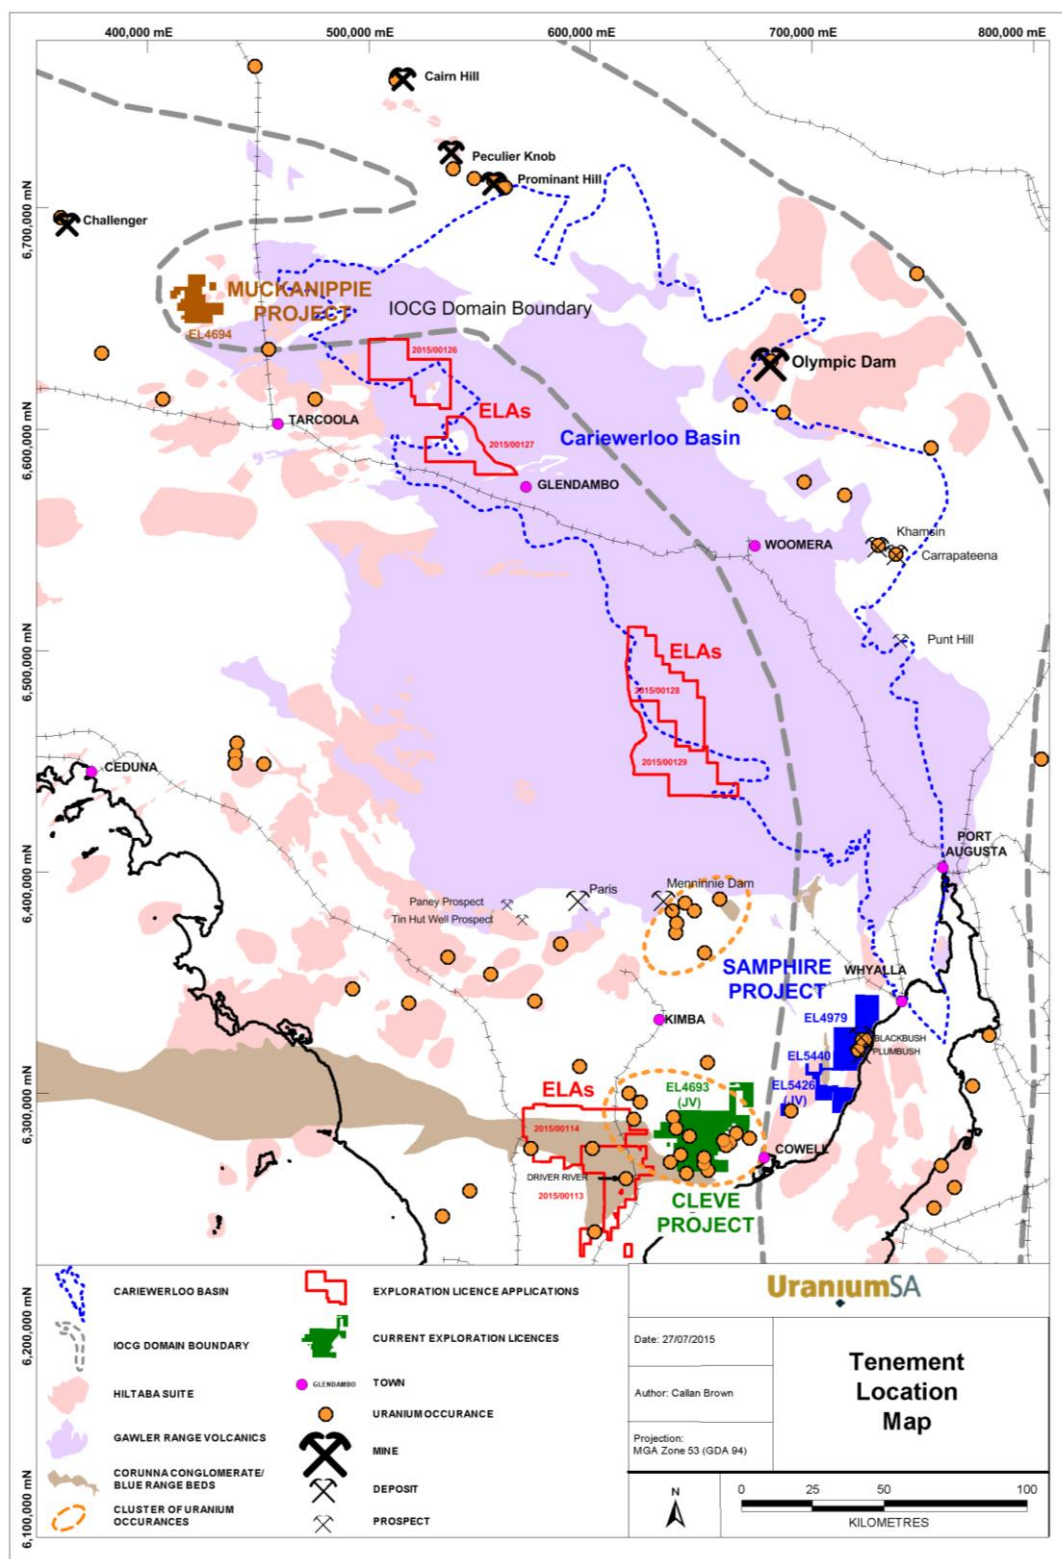 400,000 mE
500,000 mE
600,000 mE
700,000 mE
800,000 mE
6,700,000 mN
6,600,000 mN
6,500,000 mN
6,400,000 mN
6,300,000 mN
6,200,000 mN
6,100,000 mN
Cairn Hill
Peculier Knob
Prominant Hill
Challenger
MUCKANIPPIE
PROJECT
EL4694
IOCG Domain Boundary
2015/00126
Olympic Dam
ELAs
TARCOOLA
2015/00127
Cariewerloo Basin
GLENDAMBO
WOOMERA
Khamsin
Carrapateena
Punt Hill
ELAs
2015/00128
2015/00129
CEDUNA
PORT
AUGUSTA
Paris
Menninnie Dam
Paney Prospect
Tin Hut Well Prospect
SAMPHIRE
PROJECT
WHYALLA
KIMBA
EL4979
BLACKBUSH
PLUMBUSH
EL5440
EL5426
(JV)
ELAs
EL4693
(JV)
2015/00114
COWELL
DRIVER RIVER
2015/00113
CLEVE
PROJECT
CARIEWERLOO BASIN
IOCG DOMAIN BOUNDARY
HILTABA SUITE
GAWLER RANGE VOLCANICS
CORUNNA CONGLOMERATE/
BLUE RANGE BEDS
CLUSTER OF URANIUM
OCCURANCES
EXPLORATION LICENCE APPLICATIONS
CURRENT EXPLORATION LICENCES
GLENDAMBO
TOWN
URANIUM OCCURANCE
MINE
DEPOSIT
PROSPECT
UraniumSA
Date: 27/07/2015
Author: Callan Brown
Projection:
MGA Zone 53 (GDA 94)
Tenement
Location
Map
N
0 25 50 100
KILOMETRES